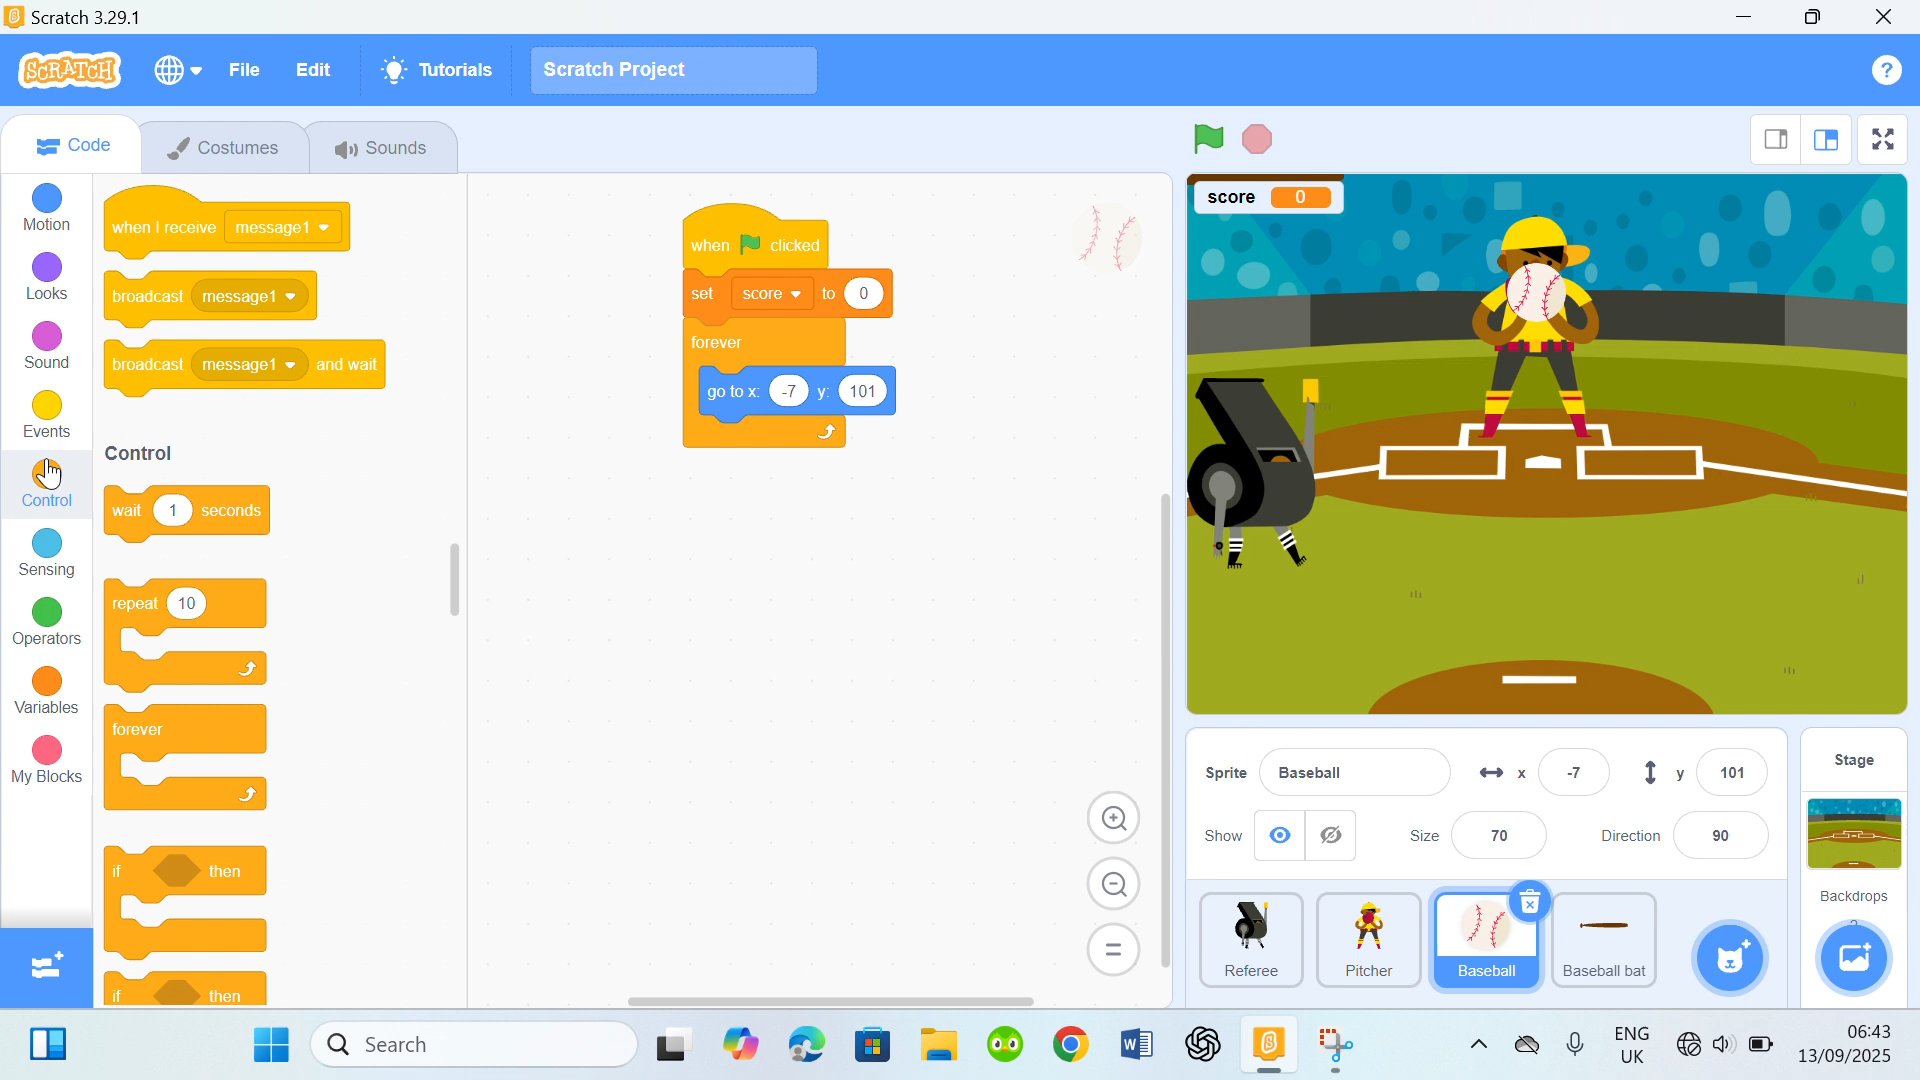 Scratch 3.29.1
SCRATCH File Edit Tutorials Scratch Project ?
Code Costumes Sounds
Motion
Looks
Sound
Events
Control
Sensing
Operators
Variables
My Blocks
when I receive message1
broadcast message1
broadcast message1 and wait
Control
wait 1 seconds
repeat 10
forever
if then
if then
when clicked
set score to 0
forever
go to x: -7 y: 101
score 0
Sprite Baseball x -7 y 101
Show Size 70 Direction 90
Referee Pitcher Baseball Baseball bat
Stage
Backdrops
Search
ENG
UK
06:43
13/09/2025